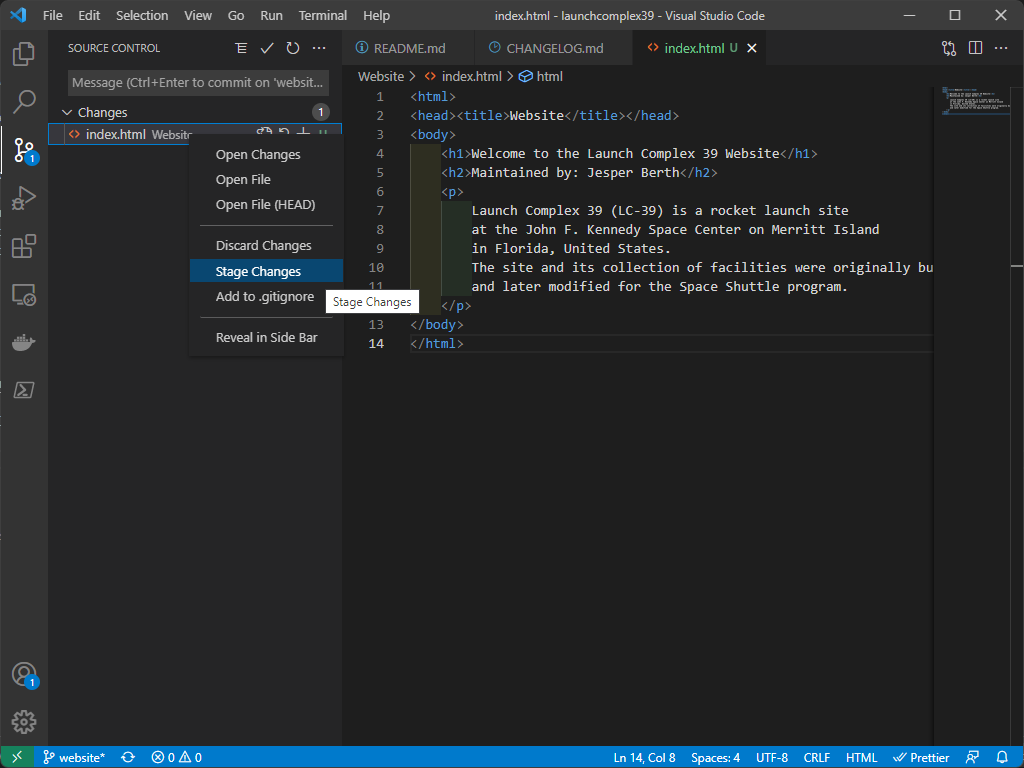 File Edit Selection View Go Run Terminal Help index.html - launchcomplex39 - Visual Studio Code
SOURCE CONTROL
README.md
CHANGELOG.md
index.html U
Message (Ctrl+Enter to commit on 'websit...
Website > index.html > html
Changes
1
index.html Website
1
1
Open Changes
Open File
Open File (HEAD)
Discard Changes
Stage Changes
Add to .gitignore
Stage Changes
Reveal in Side Bar
1 <html>
2 <head><title>Website</title></head>
3 <body>
4 <h1>Welcome to the Launch Complex 39 Website</h1>
5 <h2>Maintained by: Jesper Berth</h2>
6 <p>
7 Launch Complex 39 (LC-39) is a rocket launch site
8 at the John F. Kennedy Space Center on Merritt Island
9 in Florida, United States.
10 The site and its collection of facilities were originally bu
11 and later modified for the Space Shuttle program.
</p>
13 </body>
14 </html>
website* 0 0 Ln 14, Col 8 Spaces: 4 UTF-8 CRLF HTML Prettier